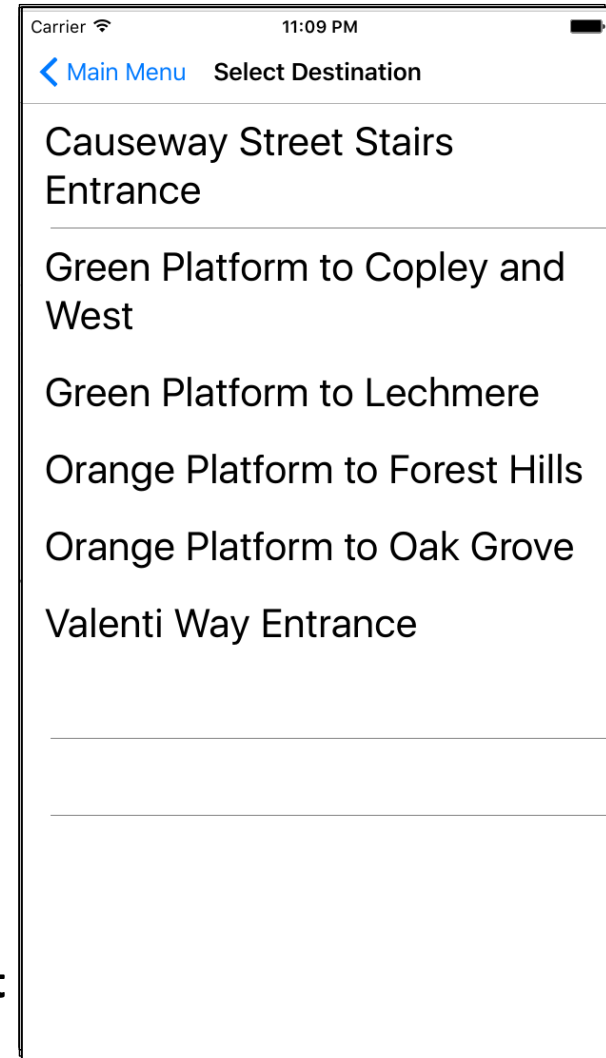 Carrier 11:09 PM
Main Menu Select Destination
Causeway Street Stairs
Entrance
Green Platform to Copley and
West
Green Platform to Lechmere
Orange Platform to Forest Hills
Orange Platform to Oak Grove
Valenti Way Entrance
t